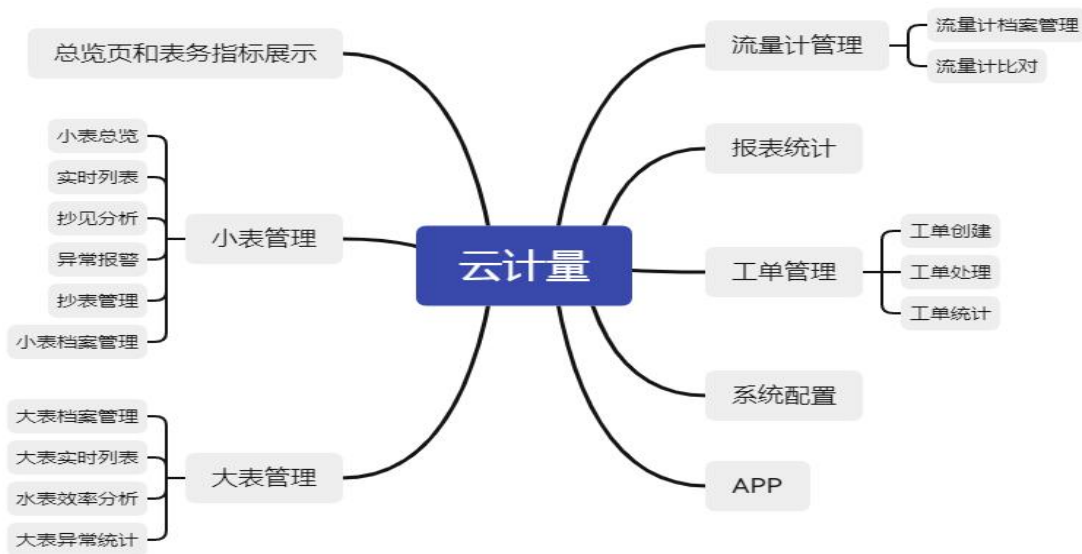 云计量
总览页和表务指标展示
小表管理
小表总览
实时列表
抄见分析
异常报警
抄表管理
小表档案管理
大表管理
大表档案管理
大表实时列表
水表效率分析
大表异常统计
流量计管理
流量计档案管理
流量计比对
报表统计
工单管理
工单创建
工单处理
工单统计
系统配置
APP